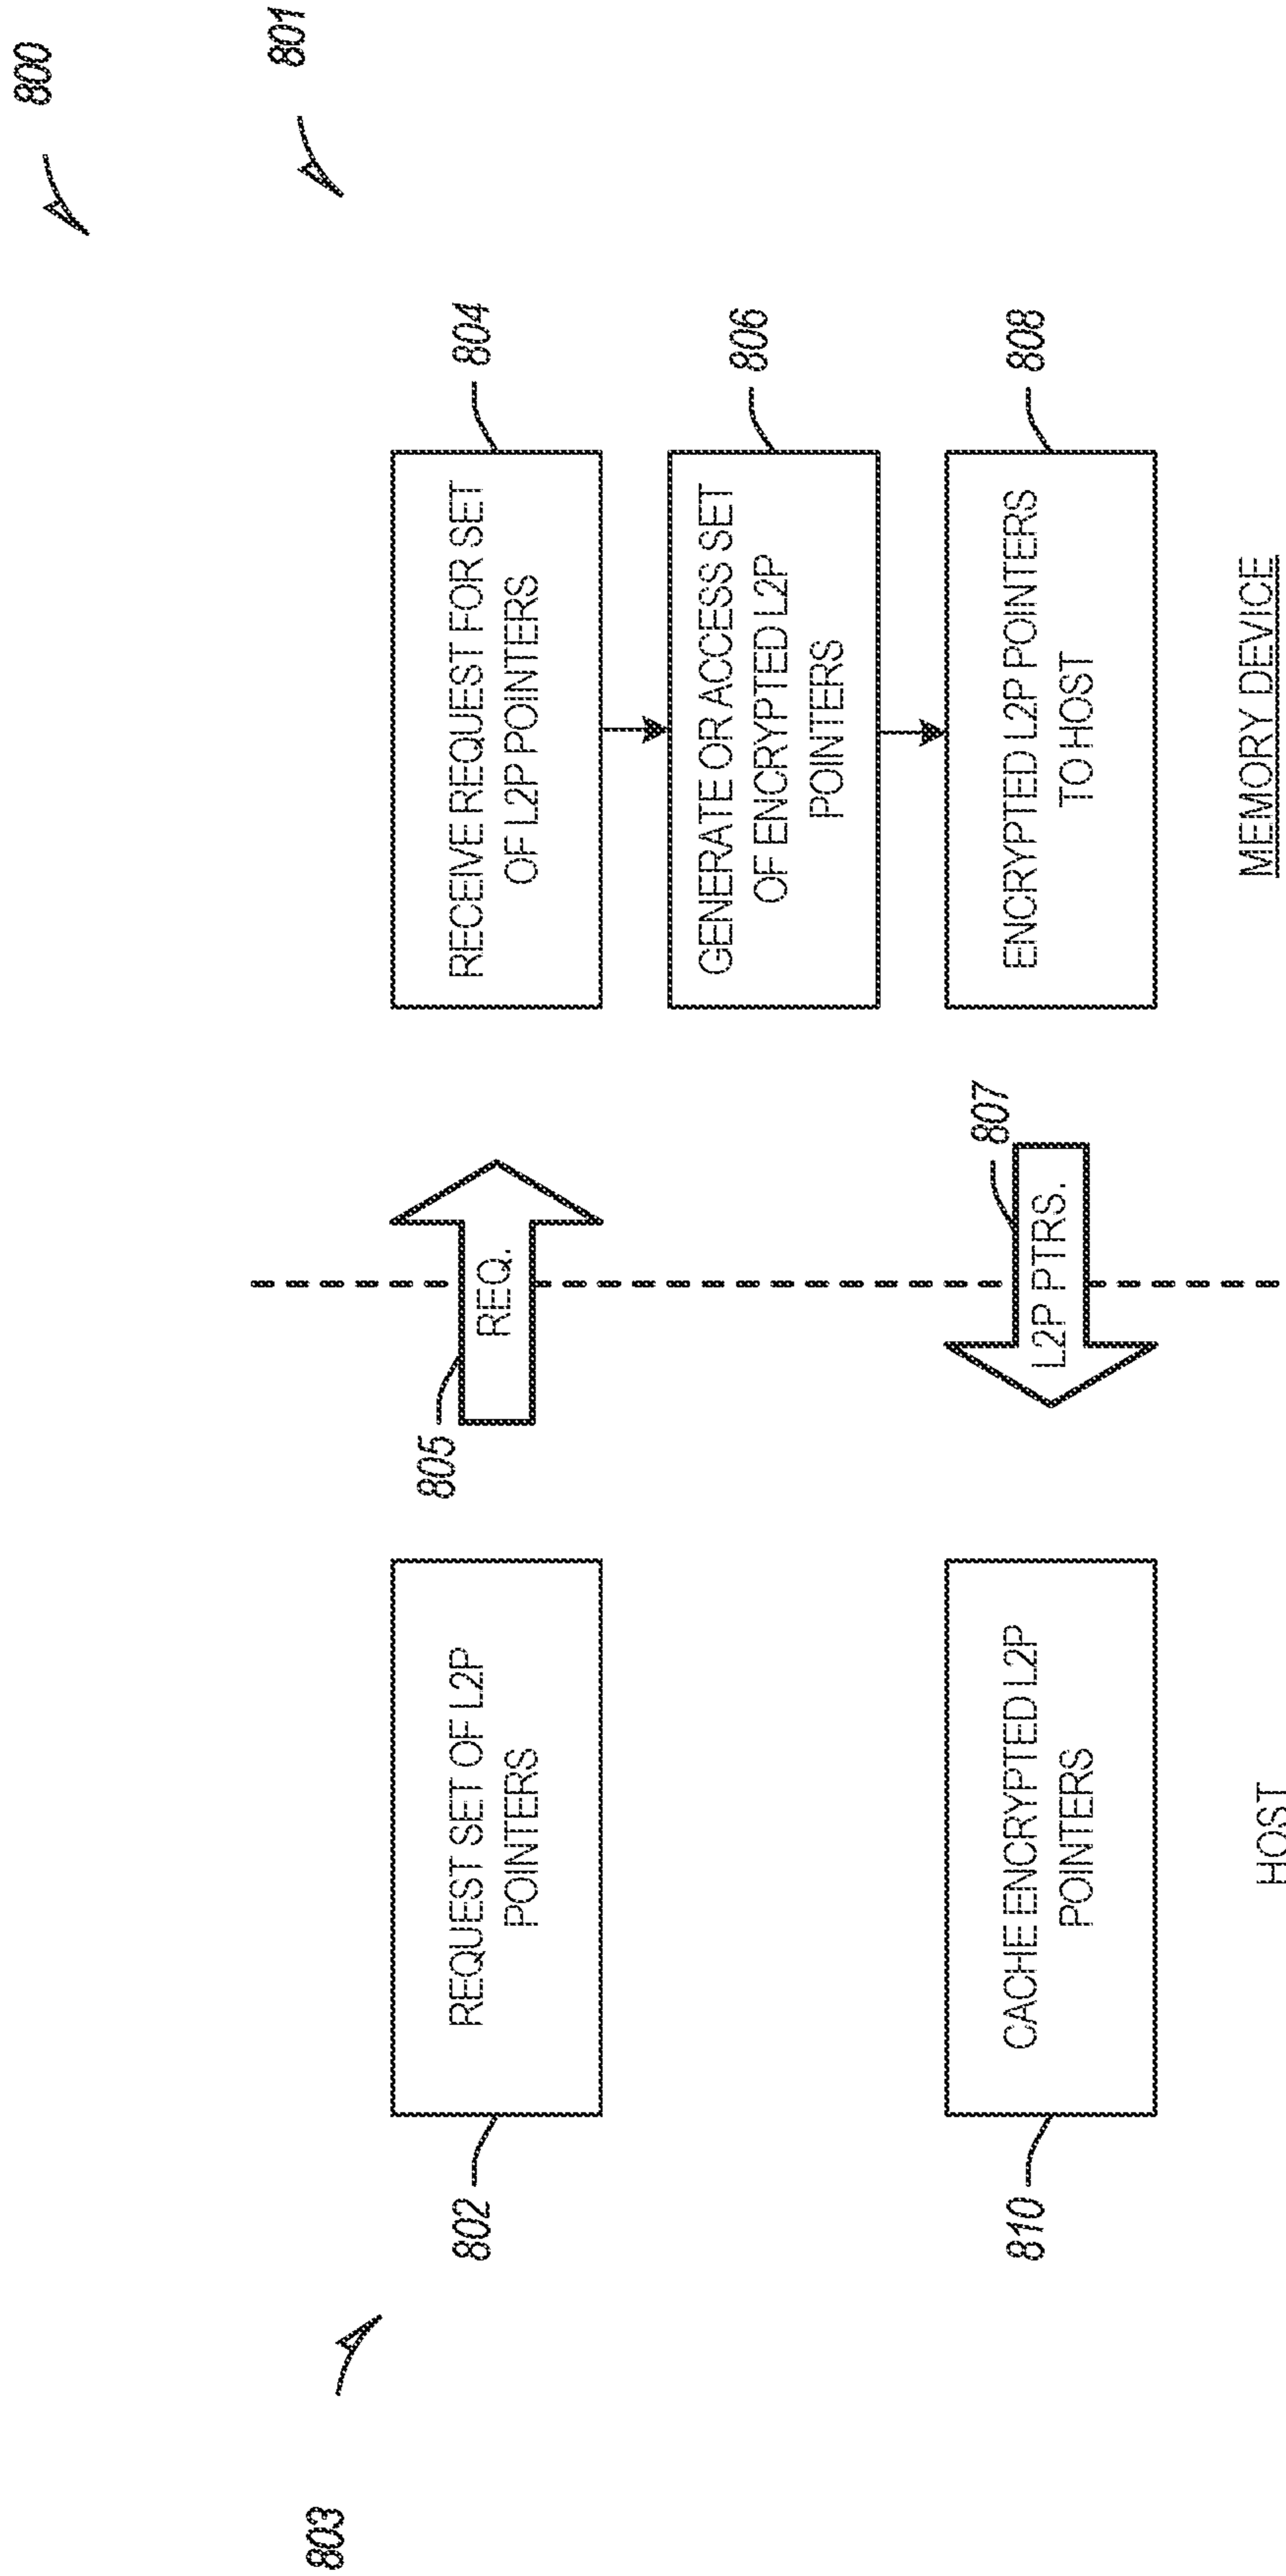 800
801
803
802
REQUEST SET OF L2P
POINTERS
805
REQ.
804
RECEIVE REQUEST FOR SET
OF L2P POINTERS
806
GENERATE OR ACCESS SET
OF ENCRYPTED L2P
POINTERS
810
CACHE ENCRYPTED L2P
POINTERS
807
L2P PTRS.
808
ENCRYPTED L2P POINTERS
TO HOST
HOST
MEMORY DEVICE